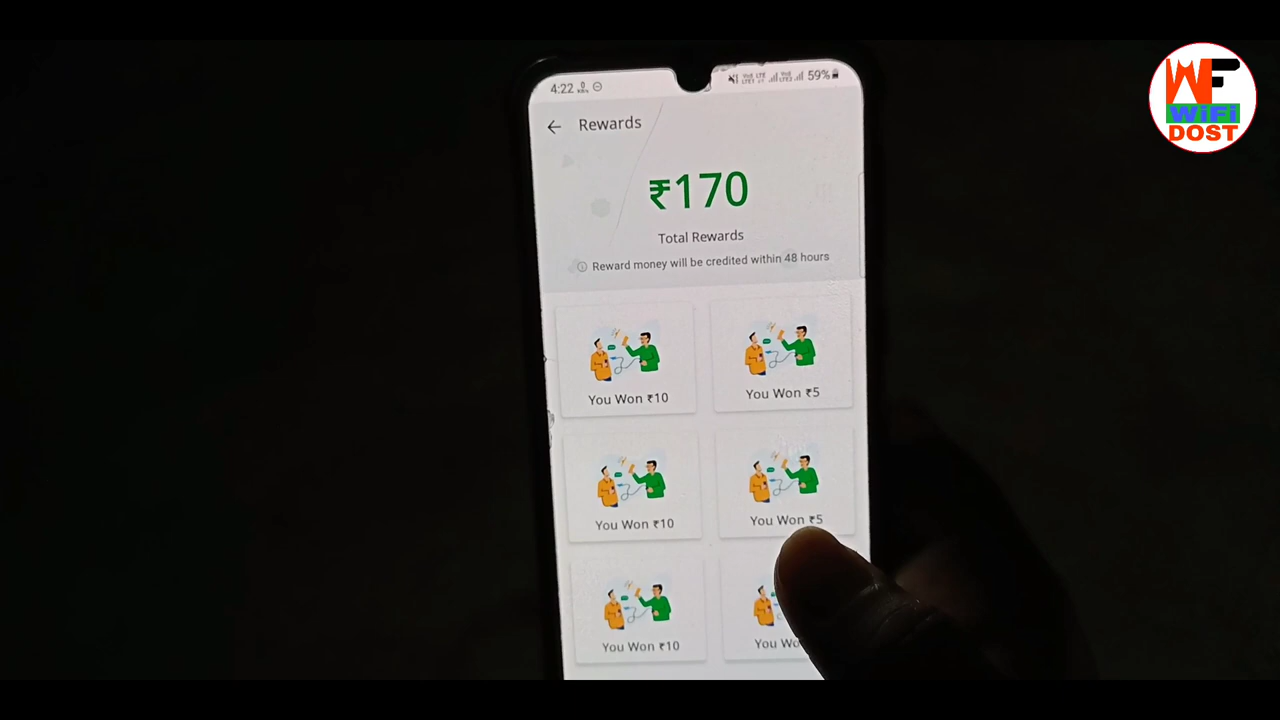 4:22
59%
WF
WiFi
DOST
Rewards
₹170
Total Rewards
Reward money will be credited within 48 hours
You Won ₹10
You Won ₹5
You Won ₹10
You Won ₹5
You Won ₹10
You